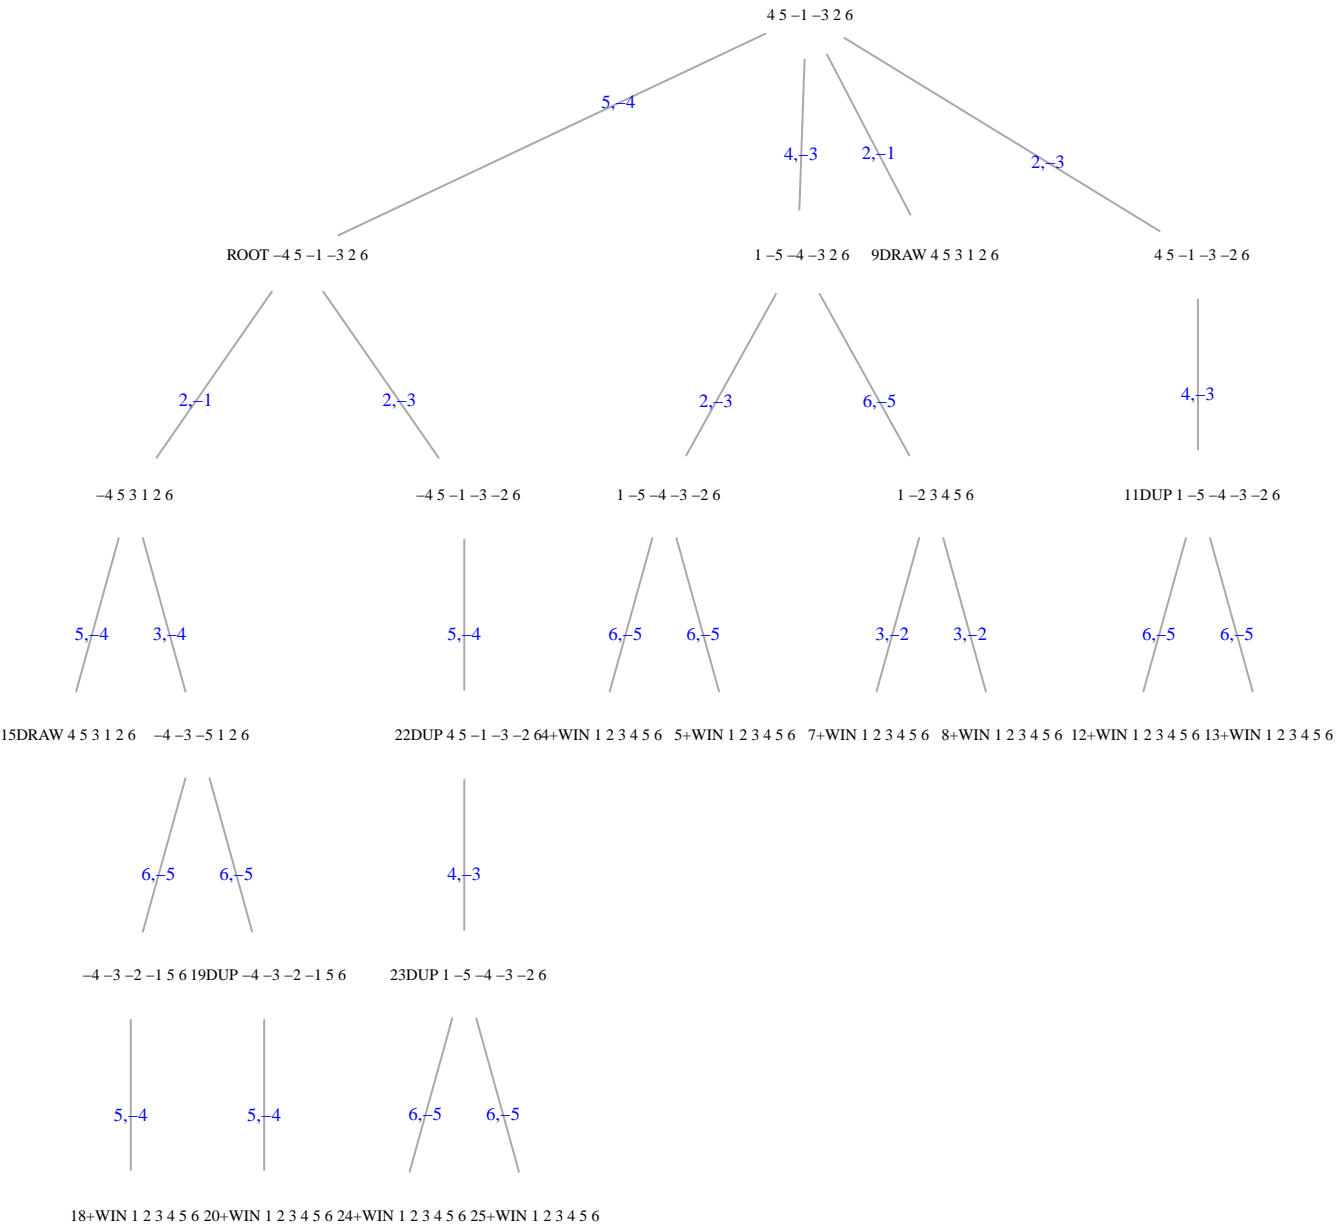 4 5 −1 −3 2 6
5,−4
4,−3
2,−1
2,−3
ROOT −4 5 −1 −3 2 6
1 −5 −4 −3 2 6
9DRAW 4 5 3 1 2 6
4 5 −1 −3 −2 6
2,−1
2,−3
2,−3
6,−5
4,−3
−4 5 3 1 2 6
−4 5 −1 −3 −2 6
1 −5 −4 −3 −2 6
1 −2 3 4 5 6
11DUP 1 −5 −4 −3 −2 6
5,−4
3,−4
5,−4
6,−5
6,−5
3,−2
3,−2
6,−5
6,−5
15DRAW 4 5 3 1 2 6
−4 −3 −5 1 2 6
22DUP 4 5 −1 −3 −2 6
4+WIN 1 2 3 4 5 6
5+WIN 1 2 3 4 5 6
7+WIN 1 2 3 4 5 6
8+WIN 1 2 3 4 5 6
12+WIN 1 2 3 4 5 6
13+WIN 1 2 3 4 5 6
6,−5
6,−5
4,−3
−4 −3 −2 −1 5 6
19DUP −4 −3 −2 −1 5 6
23DUP 1 −5 −4 −3 −2 6
5,−4
5,−4
6,−5
6,−5
18+WIN 1 2 3 4 5 6
20+WIN 1 2 3 4 5 6
24+WIN 1 2 3 4 5 6
25+WIN 1 2 3 4 5 6